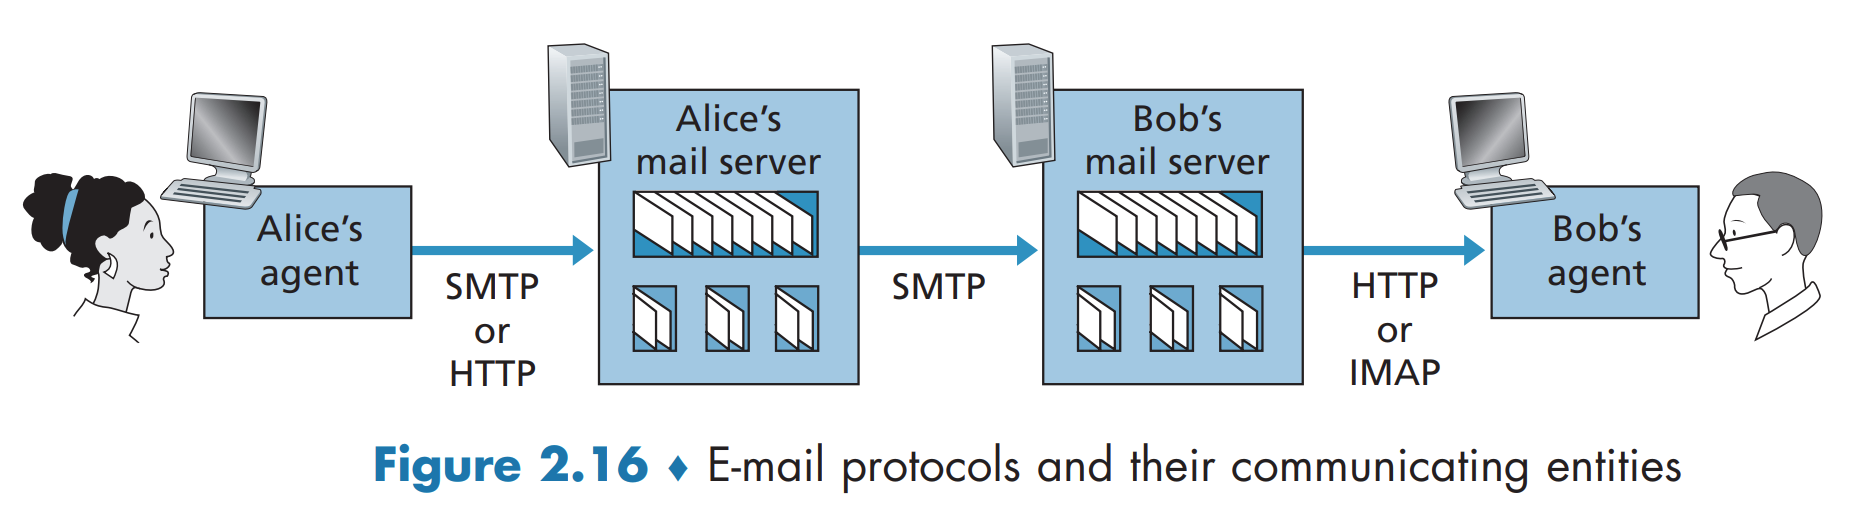 Alice's
agent
SMTP
or
HTTP
Alice's
mail server
SMTP
Bob's
mail server
HTTP
or
IMAP
Bob's
agent
Figure 2.16 ♦ E-mail protocols and their communicating entities